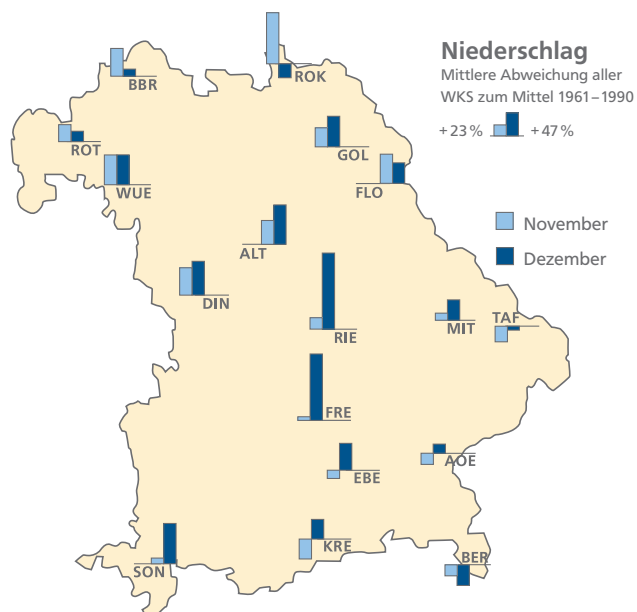 Niederschlag
Mittlere Abweichung aller
WKS zum Mittel 1961–1990
+23 % +47 %
November
Dezember
BBR
ROK
ROT
GOL
WUE
FLO
ALT
DIN
RIE
MIT
TAF
FRE
AOE
EBE
KRE
BER
SON